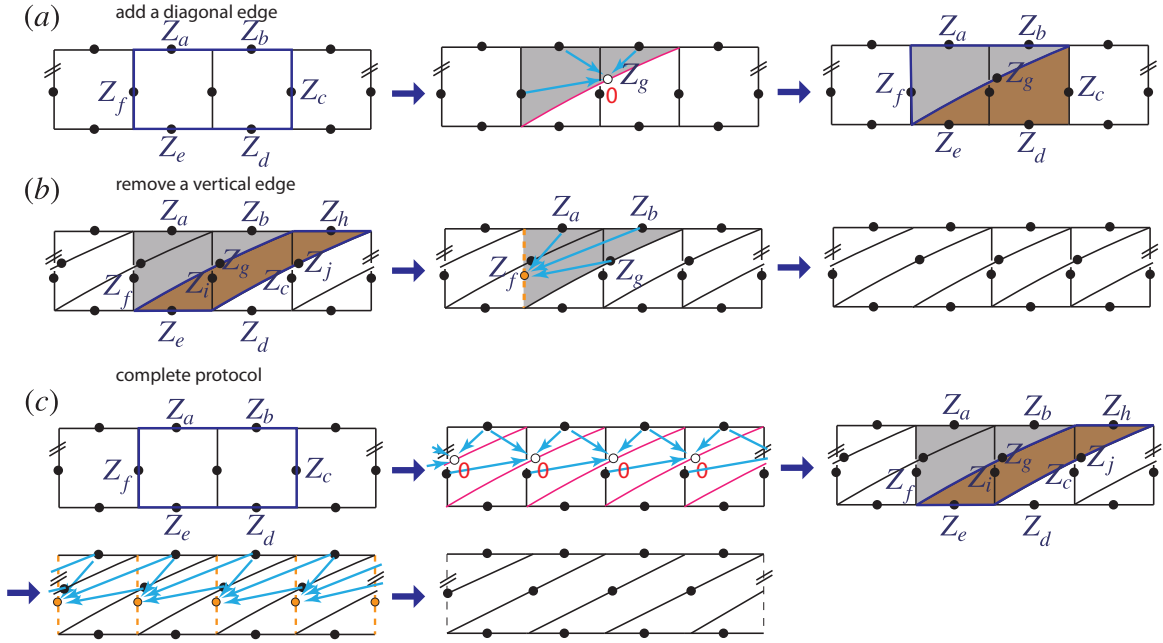 (a) add a diagonal edge
Z_a Z_b Z_a Z_b
Z_f Z_c Z_g 0 Z_f Z_g Z_c
Z_e Z_d Z_e Z_d
(b) remove a vertical edge
Z_a Z_b Z_h Z_a Z_b
Z_f Z_g Z_i Z_c Z_j Z_f Z_g
Z_e Z_d
(c) complete protocol
Z_a Z_b Z_a Z_b Z_h
Z_f Z_c 0 0 0 0 Z_f Z_g Z_i Z_c Z_j
Z_e Z_d Z_e Z_d